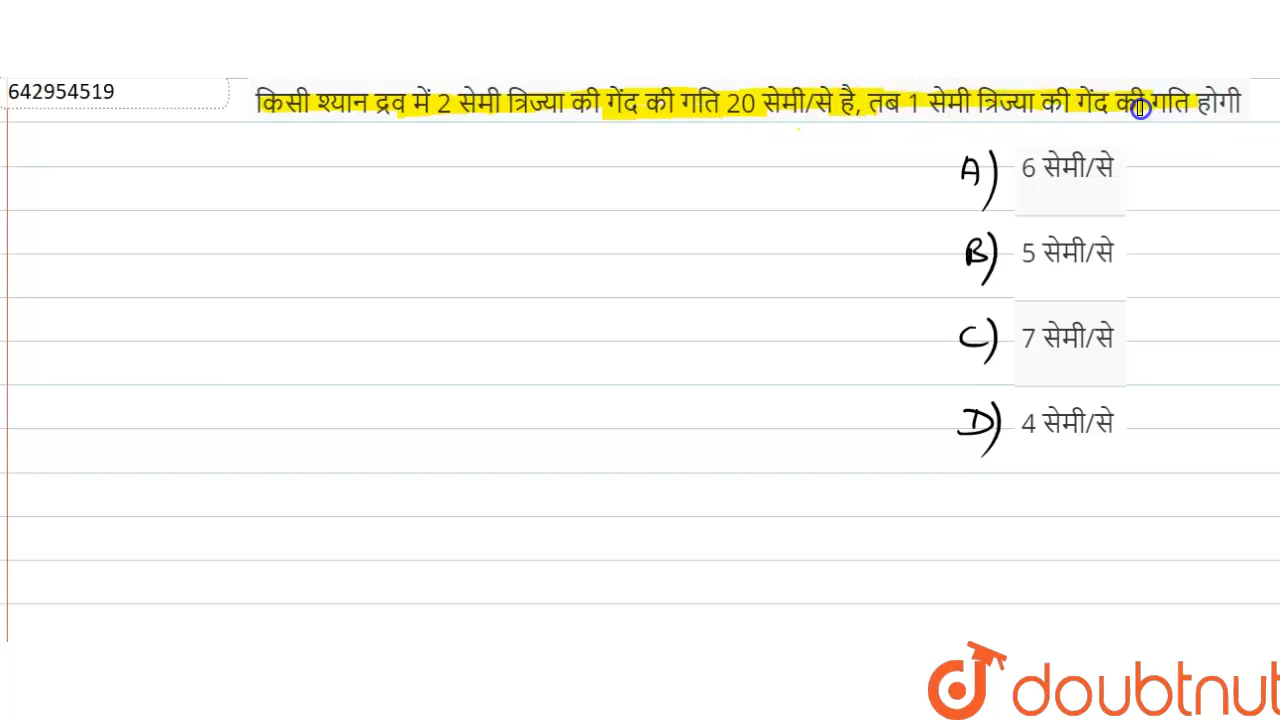 642954519
किसी श्यान द्रव में 2 सेमी त्रिज्या की गेंद की गति 20 सेमी/से है, तब 1 सेमी त्रिज्या की गेंद की गति होगी
A) 6 सेमी/से
B) 5 सेमी/से
C) 7 सेमी/से
D) 4 सेमी/से
doubtnut